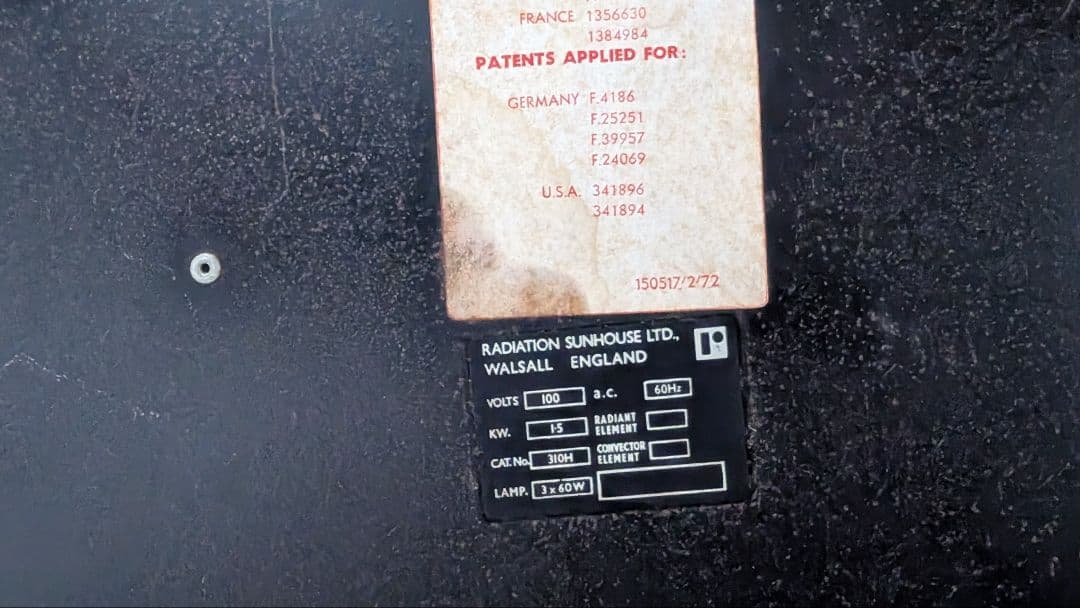 FRANCE 1356630
1384984
PATENTS APPLIED FOR:
GERMANY F.4186
F.25251
F.39957
F.24069
U.S.A. 341896
341894
150517/2/72
RADIATION SUNHOUSE LTD.,
WALSALL ENGLAND
VOLTS 100 a.c. 60Hz
KW. 1·5 RADIANT ELEMENT
CAT. No. 310H CONVECTOR ELEMENT
LAMP. 3 x 60W